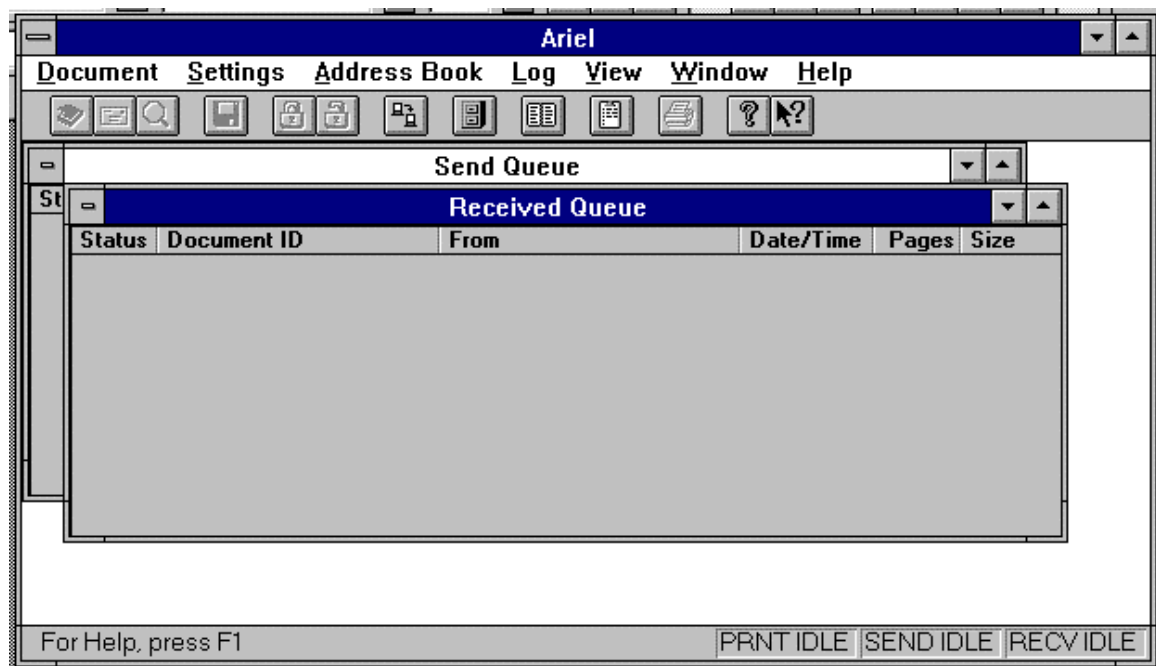 Ariel
Document Settings Address Book Log View Window Help
Send Queue
St
Received Queue
Status Document ID From Date/Time Pages Size
For Help, press F1 PRNT IDLE SEND IDLE RECV IDLE